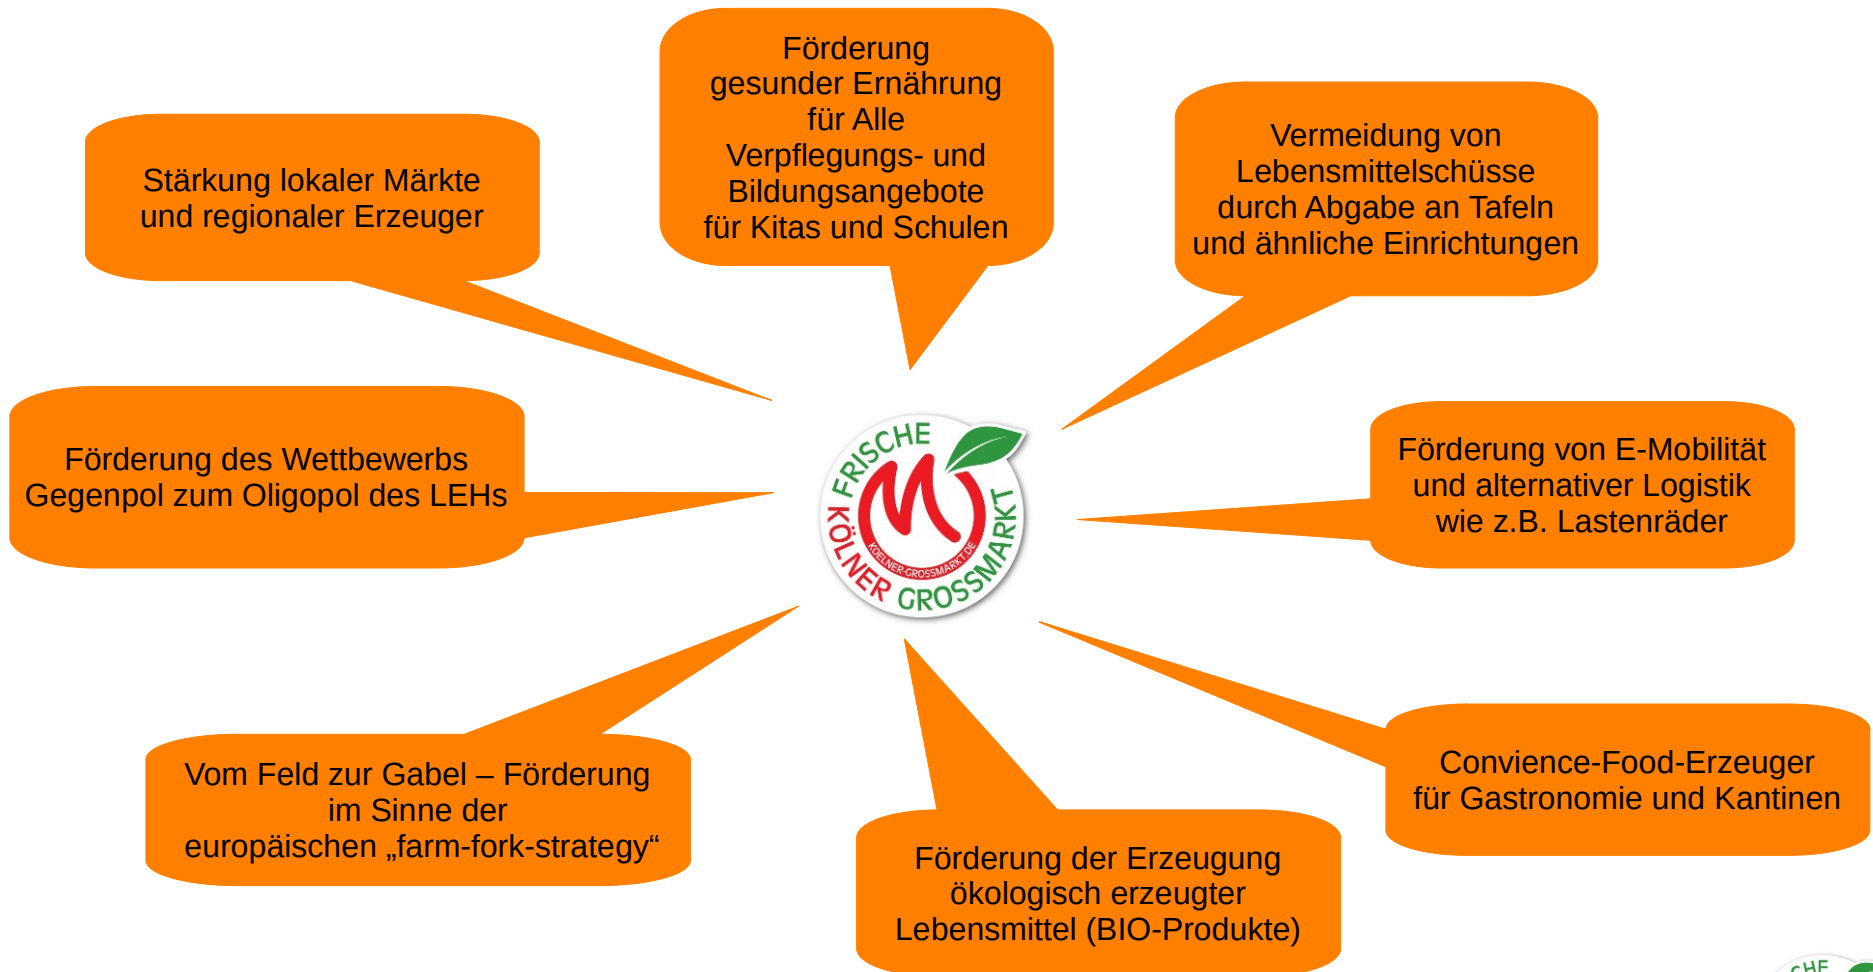 Förderung
gesunder Ernährung
für Alle
Verpflegungs- und
Bildungsangebote
für Kitas und Schulen
Stärkung lokaler Märkte
und regionaler Erzeuger
Vermeidung von
Lebensmittelschüsse
durch Abgabe an Tafeln
und ähnliche Einrichtungen
Förderung des Wettbewerbs
Gegenpol zum Oligopol des LEHs
FRISCHE
KÖLNER GROSSMARKT
KOELNER-GROSSMARKT.DE
Förderung von E-Mobilität
und alternativer Logistik
wie z.B. Lastenräder
Vom Feld zur Gabel – Förderung
im Sinne der
europäischen „farm-fork-strategy“
Förderung der Erzeugung
ökologisch erzeugter
Lebensmittel (BIO-Produkte)
Convience-Food-Erzeuger
für Gastronomie und Kantinen